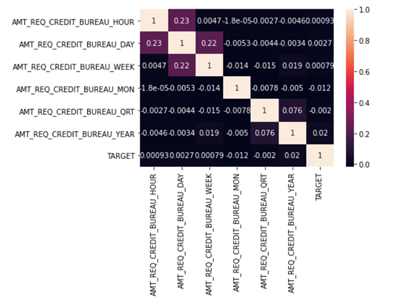 AMT_REQ_CREDIT_BUREAU_HOUR 1 0.23 0.0047 -1.8e-05 -0.0027 -0.0046 0.00093
AMT_REQ_CREDIT_BUREAU_DAY 0.23 1 0.22 -0.0053 -0.0044 -0.0034 0.0027
AMT_REQ_CREDIT_BUREAU_WEEK 0.0047 0.22 1 -0.014 -0.015 0.019 0.00079
AMT_REQ_CREDIT_BUREAU_MON -1.8e-05 -0.0053 -0.014 1 -0.0078 -0.005 -0.012
AMT_REQ_CREDIT_BUREAU_QRT -0.0027 -0.0044 -0.015 -0.0078 1 0.076 -0.002
AMT_REQ_CREDIT_BUREAU_YEAR -0.0046 -0.0034 0.019 -0.005 0.076 1 0.02
TARGET 0.00093 0.0027 0.00079 -0.012 -0.002 0.02 1
AMT_REQ_CREDIT_BUREAU_HOUR
AMT_REQ_CREDIT_BUREAU_DAY
AMT_REQ_CREDIT_BUREAU_WEEK
AMT_REQ_CREDIT_BUREAU_MON
AMT_REQ_CREDIT_BUREAU_QRT
AMT_REQ_CREDIT_BUREAU_YEAR
TARGET
1.0
0.8
0.6
0.4
0.2
0.0